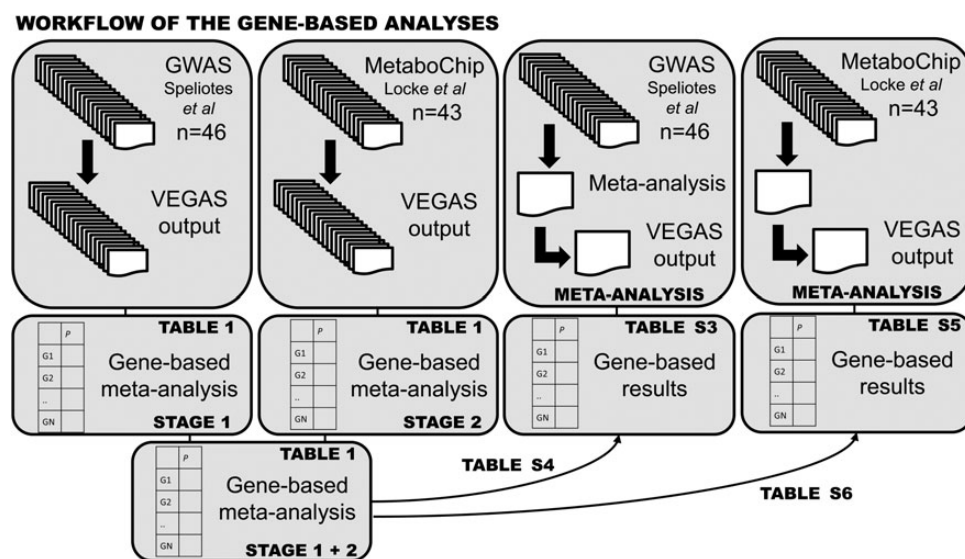 WORKFLOW OF THE GENE-BASED ANALYSES
GWAS
Speliotes
et al
n=46
VEGAS
output
MetaboChip
Locke et al
n=43
VEGAS
output
GWAS
Speliotes
et al
n=46
Meta-analysis
VEGAS
output
META-ANALYSIS
MetaboChip
Locke et al
n=43
VEGAS
output
META-ANALYSIS
TABLE 1
P
G1
G2
..
GN
Gene-based
meta-analysis
STAGE 1
TABLE 1
P
G1
G2
..
GN
Gene-based
meta-analysis
STAGE 2
TABLE S3
P
G1
G2
..
GN
Gene-based
results
TABLE S5
P
G1
G2
..
GN
Gene-based
results
TABLE 1
P
G1
G2
..
GN
Gene-based
meta-analysis
STAGE 1 + 2
TABLE S4
TABLE S6